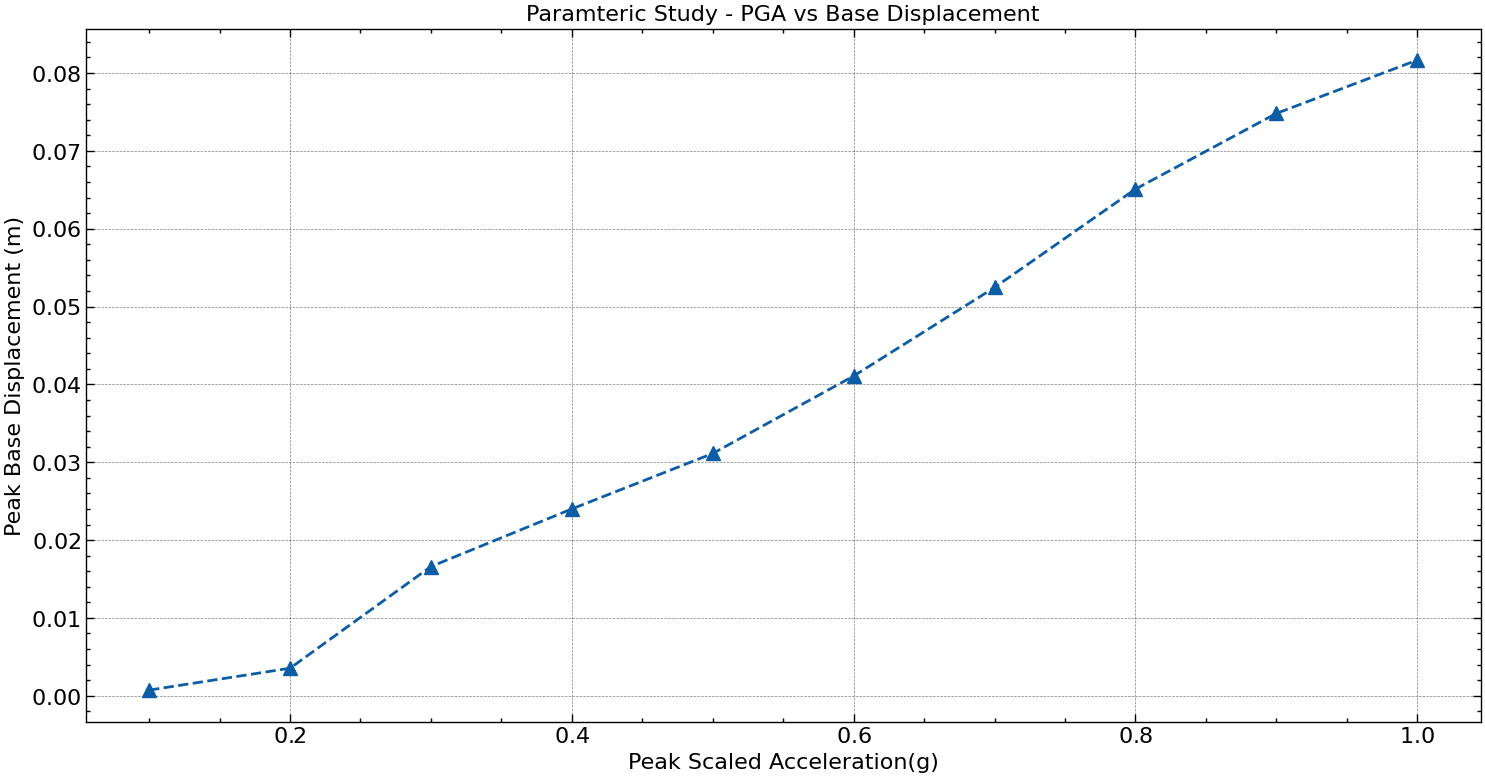 Paramteric Study - PGA vs Base Displacement
Peak Base Displacement (m)
0.08
0.07
0.06
0.05
0.04
0.03
0.02
0.01
0.00
0.2 0.4 0.6 0.8 1.0
Peak Scaled Acceleration(g)